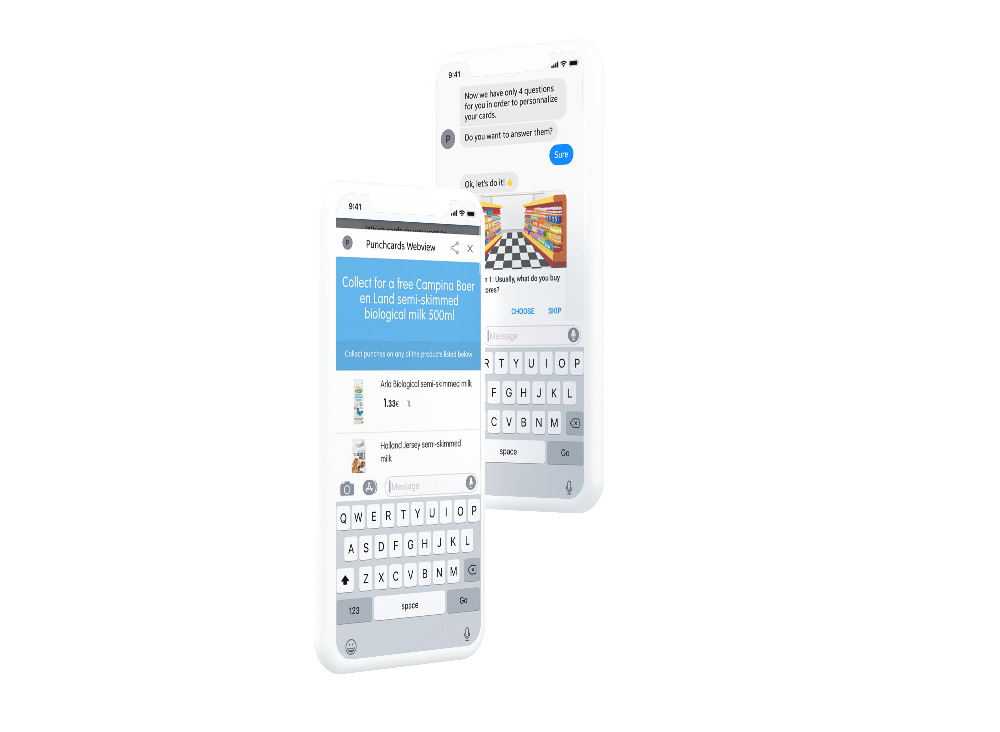 9:41
Now we have only 4 questions
for you in order to personnalize
your cards.
P
Do you want to answer them?
Sure
Ok, let's do it!
1: Usually, what do you buy
CHOOSE SKIP
Message
R T Y U I O P
F G H J K L
C V B N M
space Go
9:41
P Punchcards Webview
Collect for a free Campina Boer
en Land semi-skimmed
biological milk 500ml
Collect punches on any of the products listed below
Arla Biological semi-skimmed milk
1.33€ 1L
Holland Jersey semi-skimmed
milk
Message
Q W E R T Y U I O P
A S D F G H J K L
Z X C V B N M
123 space Go